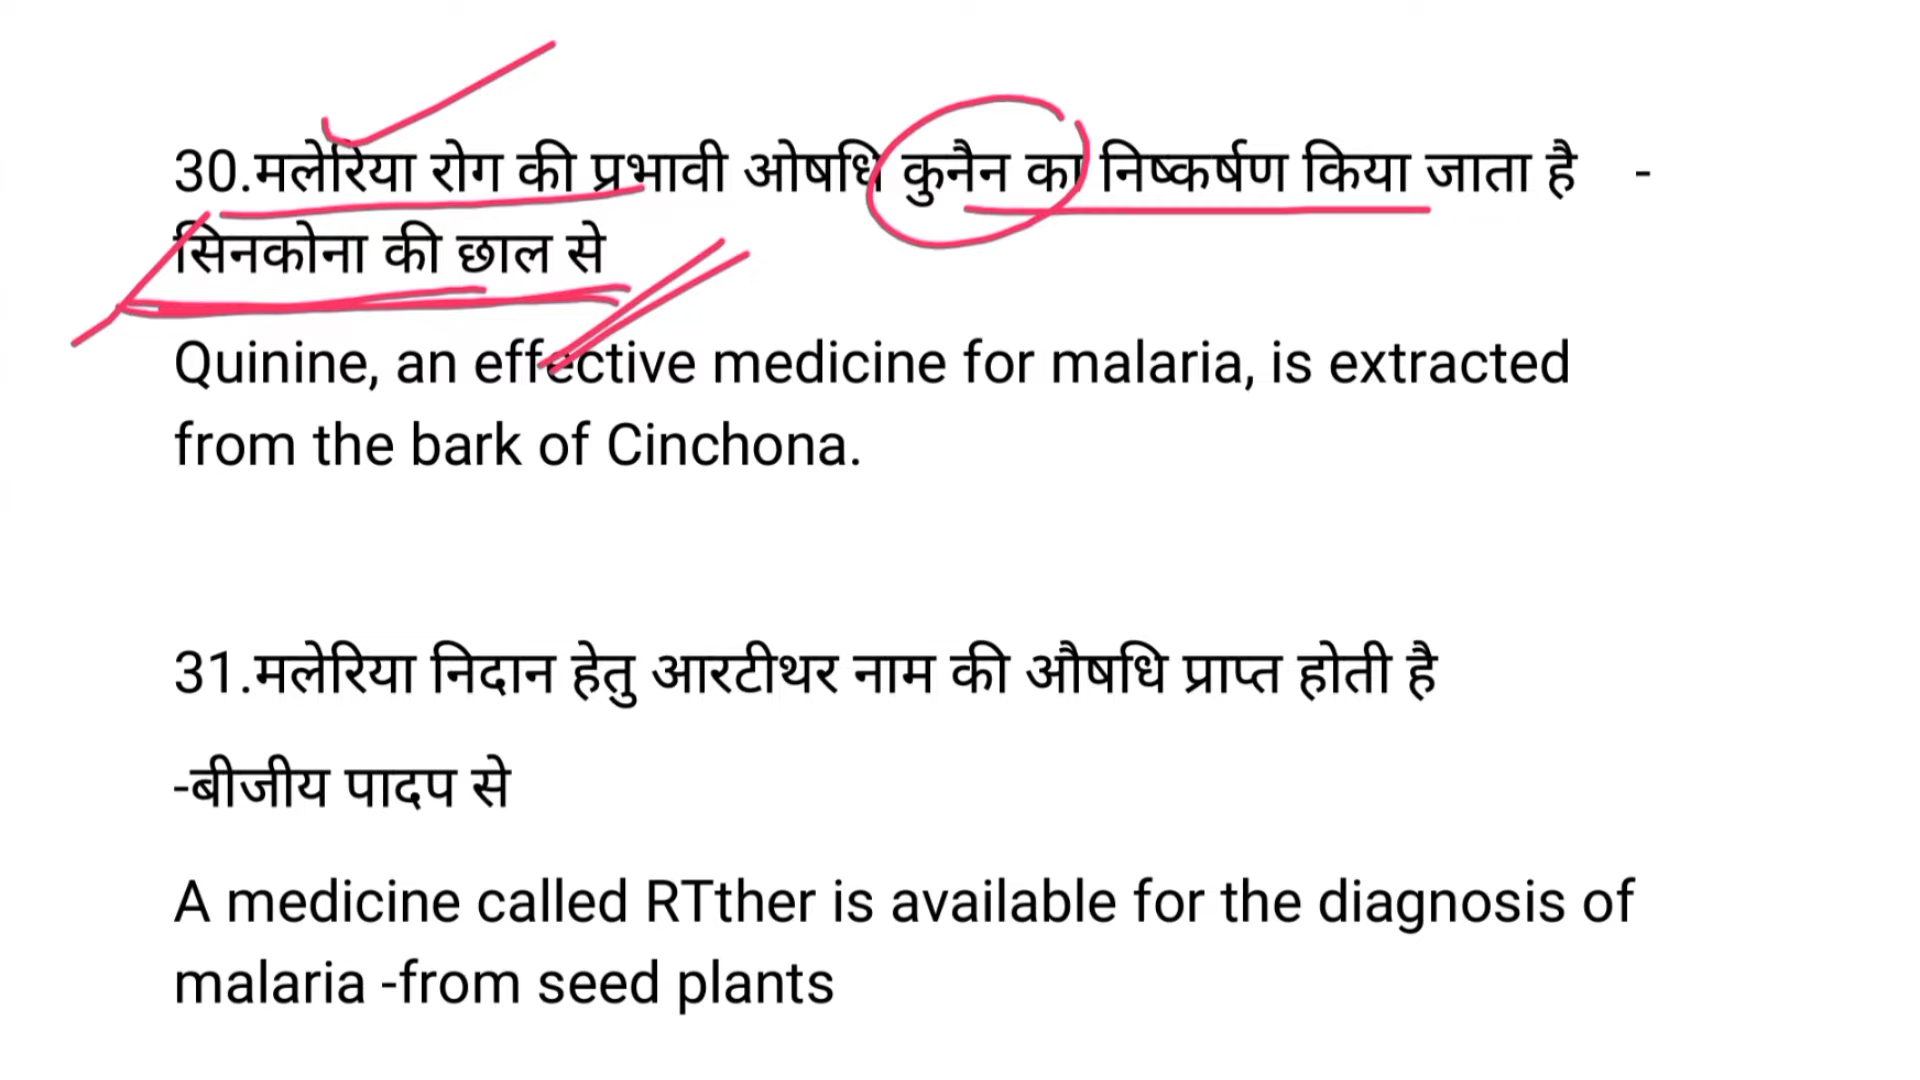 30.मलेरिया रोग की प्रभावी ओषधि कुनैन का निष्कर्षण किया जाता है -
सिनकोना की छाल से
Quinine, an effective medicine for malaria, is extracted
from the bark of Cinchona.
31.मलेरिया निदान हेतु आरटीथर नाम की औषधि प्राप्त होती है
-बीजीय पादप से
A medicine called RTther is available for the diagnosis of
malaria -from seed plants